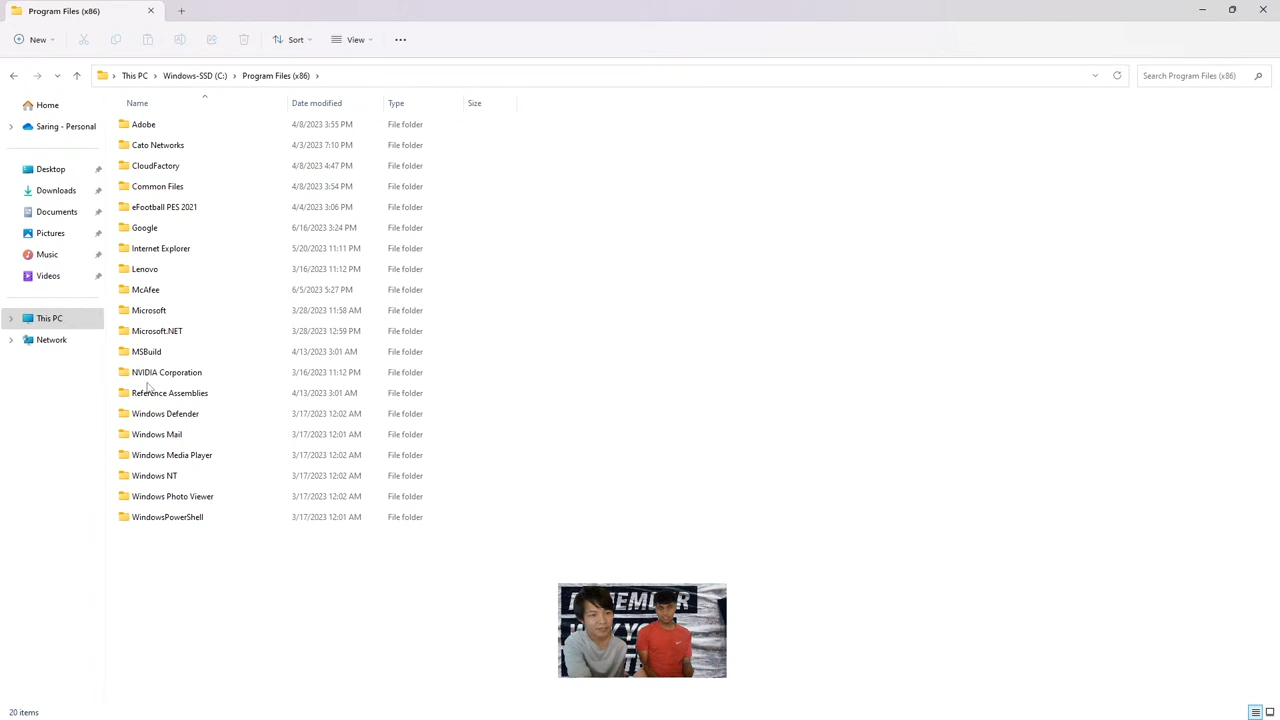 Program Files (x86)
New
Sort
View
This PC
Windows-SSD (C:)
Program Files (x86)
Search Program Files (x86)
Home
Saring - Personal
Desktop
Downloads
Documents
Pictures
Music
Videos
This PC
Network
Name Date modified Type Size
Adobe 4/8/2023 3:55 PM File folder
Cato Networks 4/3/2023 7:10 PM File folder
CloudFactory 4/8/2023 4:47 PM File folder
Common Files 4/8/2023 3:54 PM File folder
eFootball PES 2021 4/4/2023 3:06 PM File folder
Google 6/16/2023 3:24 PM File folder
Internet Explorer 5/20/2023 11:11 PM File folder
Lenovo 3/16/2023 11:12 PM File folder
McAfee 6/5/2023 5:27 PM File folder
Microsoft 3/28/2023 11:58 AM File folder
Microsoft.NET 3/28/2023 12:59 PM File folder
MSBuild 4/13/2023 3:01 AM File folder
NVIDIA Corporation 3/16/2023 11:12 PM File folder
Reference Assemblies 4/13/2023 3:01 AM File folder
Windows Defender 3/17/2023 12:02 AM File folder
Windows Mail 3/17/2023 12:01 AM File folder
Windows Media Player 3/17/2023 12:02 AM File folder
Windows NT 3/17/2023 12:02 AM File folder
Windows Photo Viewer 3/17/2023 12:02 AM File folder
WindowsPowerShell 3/17/2023 12:01 AM File folder
20 items